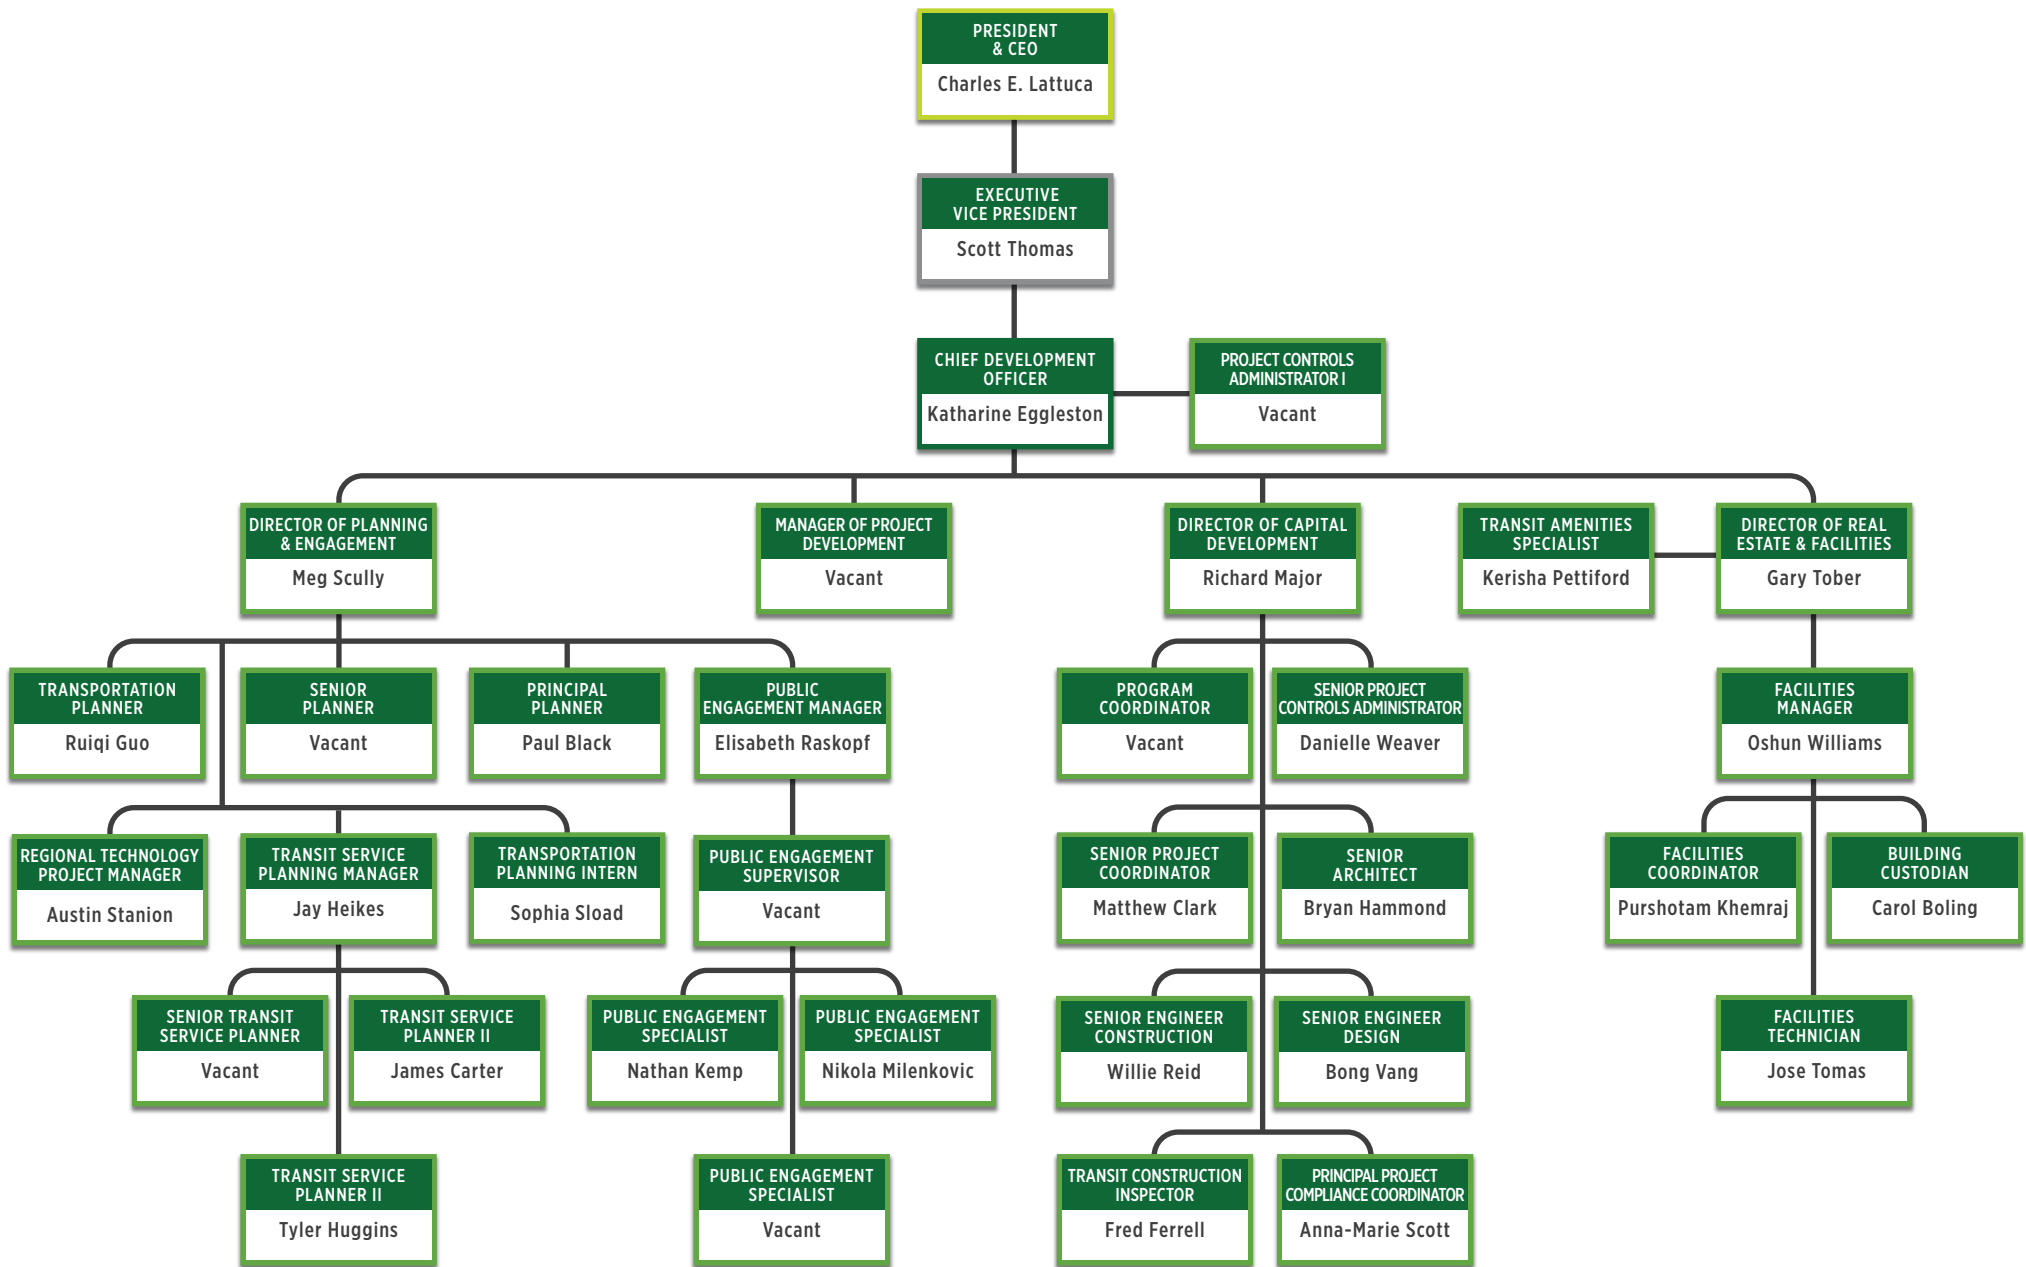 PRESIDENT
& CEO
Charles E. Lattuca
EXECUTIVE
VICE PRESIDENT
Scott Thomas
CHIEF DEVELOPMENT
OFFICER
Katharine Eggleston
PROJECT CONTROLS
ADMINISTRATOR I
Vacant
DIRECTOR OF PLANNING
& ENGAGEMENT
Meg Scully
MANAGER OF PROJECT
DEVELOPMENT
Vacant
DIRECTOR OF CAPITAL
DEVELOPMENT
Richard Major
TRANSIT AMENITIES
SPECIALIST
Kerisha Pettiford
DIRECTOR OF REAL
ESTATE & FACILITIES
Gary Tober
TRANSPORTATION
PLANNER
Ruiqi Guo
SENIOR
PLANNER
Vacant
PRINCIPAL
PLANNER
Paul Black
PUBLIC
ENGAGEMENT MANAGER
Elisabeth Raskopf
PROGRAM
COORDINATOR
Vacant
SENIOR PROJECT
CONTROLS ADMINISTRATOR
Danielle Weaver
FACILITIES
MANAGER
Oshun Williams
REGIONAL TECHNOLOGY
PROJECT MANAGER
Austin Stanion
TRANSIT SERVICE
PLANNING MANAGER
Jay Heikes
TRANSPORTATION
PLANNING INTERN
Sophia Sload
PUBLIC ENGAGEMENT
SUPERVISOR
Vacant
SENIOR PROJECT
COORDINATOR
Matthew Clark
SENIOR
ARCHITECT
Bryan Hammond
FACILITIES
COORDINATOR
Purshotam Khemraj
BUILDING
CUSTODIAN
Carol Boling
SENIOR TRANSIT
SERVICE PLANNER
Vacant
TRANSIT SERVICE
PLANNER II
James Carter
PUBLIC ENGAGEMENT
SPECIALIST
Nathan Kemp
PUBLIC ENGAGEMENT
SPECIALIST
Nikola Milenkovic
SENIOR ENGINEER
CONSTRUCTION
Willie Reid
SENIOR ENGINEER
DESIGN
Bong Vang
FACILITIES
TECHNICIAN
Jose Tomas
TRANSIT SERVICE
PLANNER II
Tyler Huggins
PUBLIC ENGAGEMENT
SPECIALIST
Vacant
TRANSIT CONSTRUCTION
INSPECTOR
Fred Ferrell
PRINCIPAL PROJECT
COMPLIANCE COORDINATOR
Anna-Marie Scott